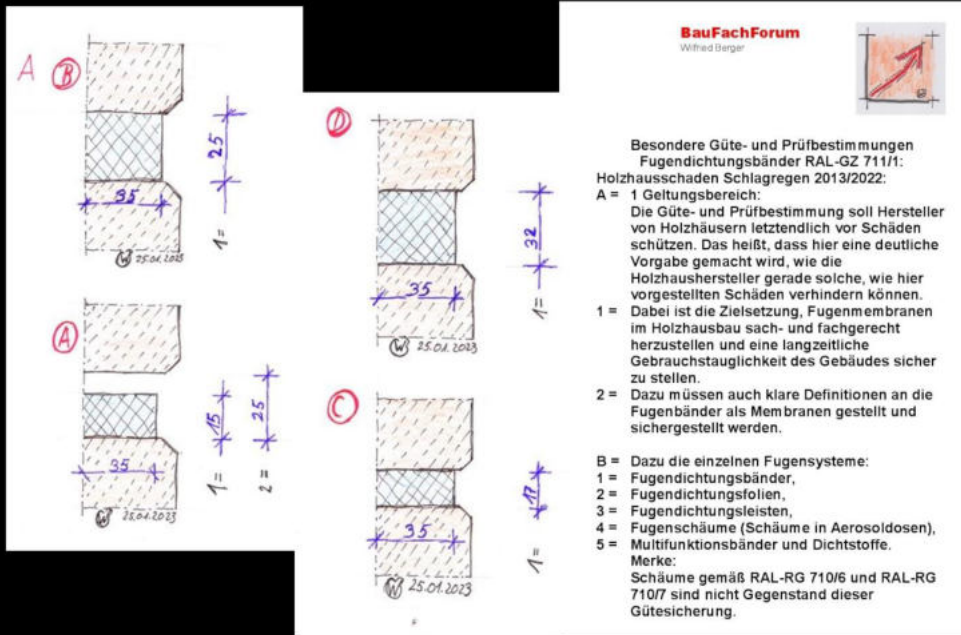 A
B
25
35
1=
25.01.2023
A
15
25
35
1=
2=
25.01.2023
D
32
35
1=
25.01.2023
C
17
35
1=
25.01.2023
BauFachForum
Wilfried Berger
Besondere Güte- und Prüfbestimmungen
Fugendichtungsbänder RAL-GZ 711/1:
Holzhausschaden Schlagregen 2013/2022:
A = 1 Geltungsbereich:
Die Güte- und Prüfbestimmung soll Hersteller
von Holzhäusern letztendlich vor Schäden
schützen. Das heißt, dass hier eine deutliche
Vorgabe gemacht wird, wie die
Holzhaushersteller gerade solche, wie hier
vorgestellten Schäden verhindern können.
1 = Dabei ist die Zielsetzung, Fugenmembranen
im Holzhausbau sach- und fachgerecht
herzustellen und eine langzeitliche
Gebrauchstauglichkeit des Gebäudes sicher
zu stellen.
2 = Dazu müssen auch klare Definitionen an die
Fugenbänder als Membranen gestellt und
sichergestellt werden.
B = Dazu die einzelnen Fugensysteme:
1 = Fugendichtungsbänder,
2 = Fugendichtungsfolien,
3 = Fugendichtungsleisten,
4 = Fugenschäume (Schäume in Aerosoldosen),
5 = Multifunktionsbänder und Dichtstoffe.
Merke:
Schäume gemäß RAL-RG 710/6 und RAL-RG
710/7 sind nicht Gegenstand dieser
Gütesicherung.